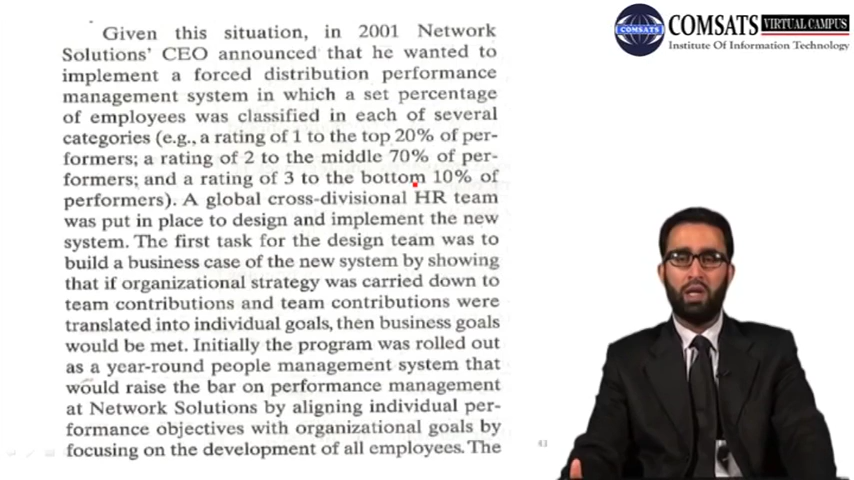 Given this situation, in 2001 Network
Solutions' CEO announced that he wanted to
implement a forced distribution performance
management system in which a set percentage
of employees was classified in each of several
categories (e.g., a rating of 1 to the top 20% of per-
formers; a rating of 2 to the middle 70% of per-
formers; and a rating of 3 to the bottom 10% of
performers). A global cross-divisional HR team
was put in place to design and implement the new
system. The first task for the design team was to
build a business case of the new system by showing
that if organizational strategy was carried down to
team contributions and team contributions were
translated into individual goals, then business goals
would be met. Initially the program was rolled out
as a year-round people management system that
would raise the bar on performance management
at Network Solutions by aligning individual per-
formance objectives with organizational goals by
focusing on the development of all employees. The
43
COMSATS
COMSATS VIRTUAL CAMPUS
Institute Of Information Technology